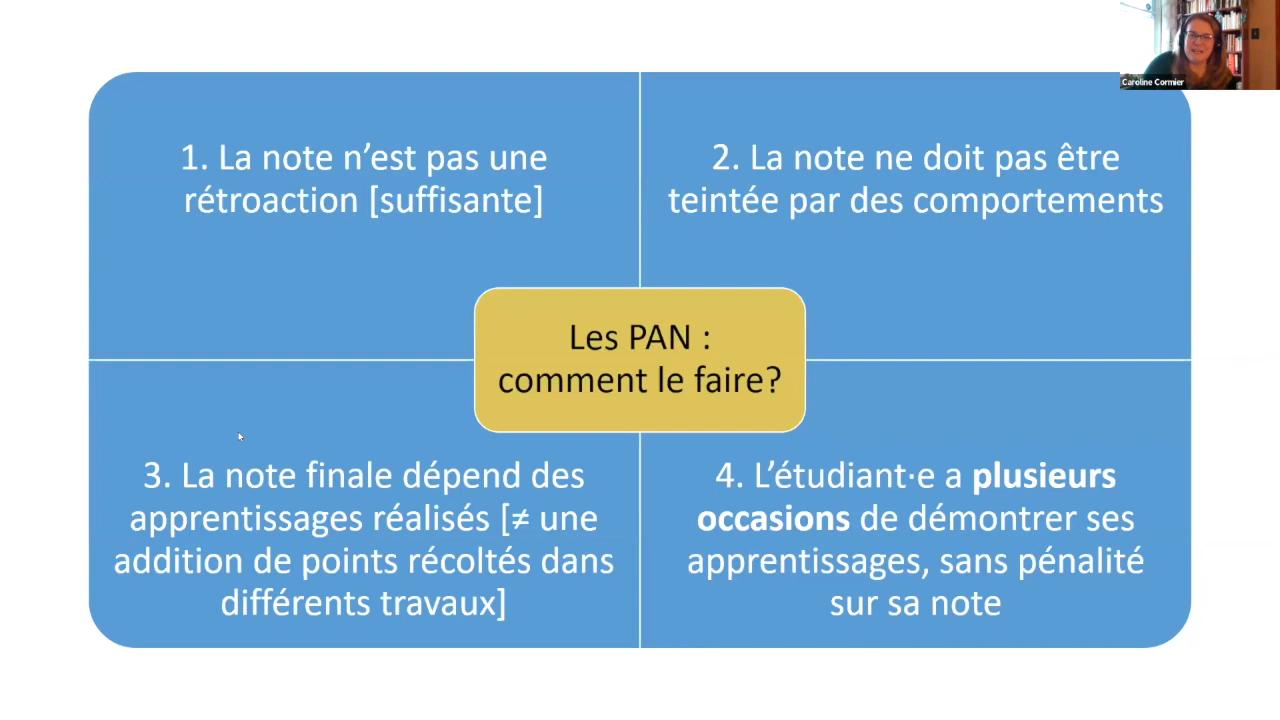 Caroline Cormier
1. La note n’est pas une
rétroaction [suffisante]
2. La note ne doit pas être
teintée par des comportements
Les PAN :
comment le faire?
3. La note finale dépend des
apprentissages réalisés [≠ une
addition de points récoltés dans
différents travaux]
4. L’étudiant·e a plusieurs
occasions de démontrer ses
apprentissages, sans pénalité
sur sa note